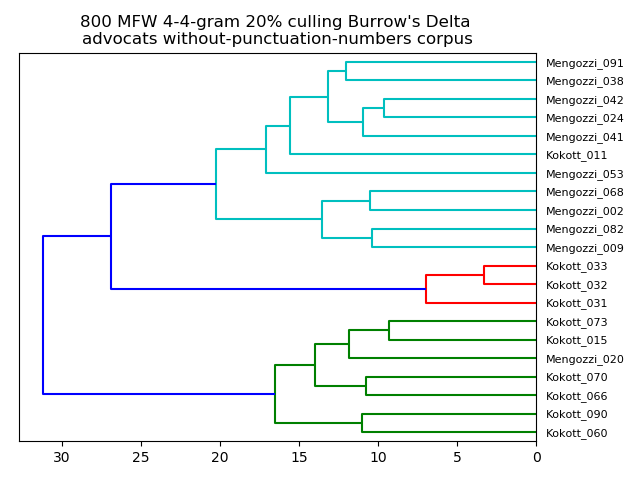 800 MFW 4-4-gram 20% culling Burrow's Delta
advocats without-punctuation-numbers corpus
Mengozzi_091
Mengozzi_038
Mengozzi_042
Mengozzi_024
Mengozzi_041
Kokott_011
Mengozzi_053
Mengozzi_068
Mengozzi_002
Mengozzi_082
Mengozzi_009
Kokott_033
Kokott_032
Kokott_031
Kokott_073
Kokott_015
Mengozzi_020
Kokott_070
Kokott_066
Kokott_090
Kokott_060
30 25 20 15 10 5 0